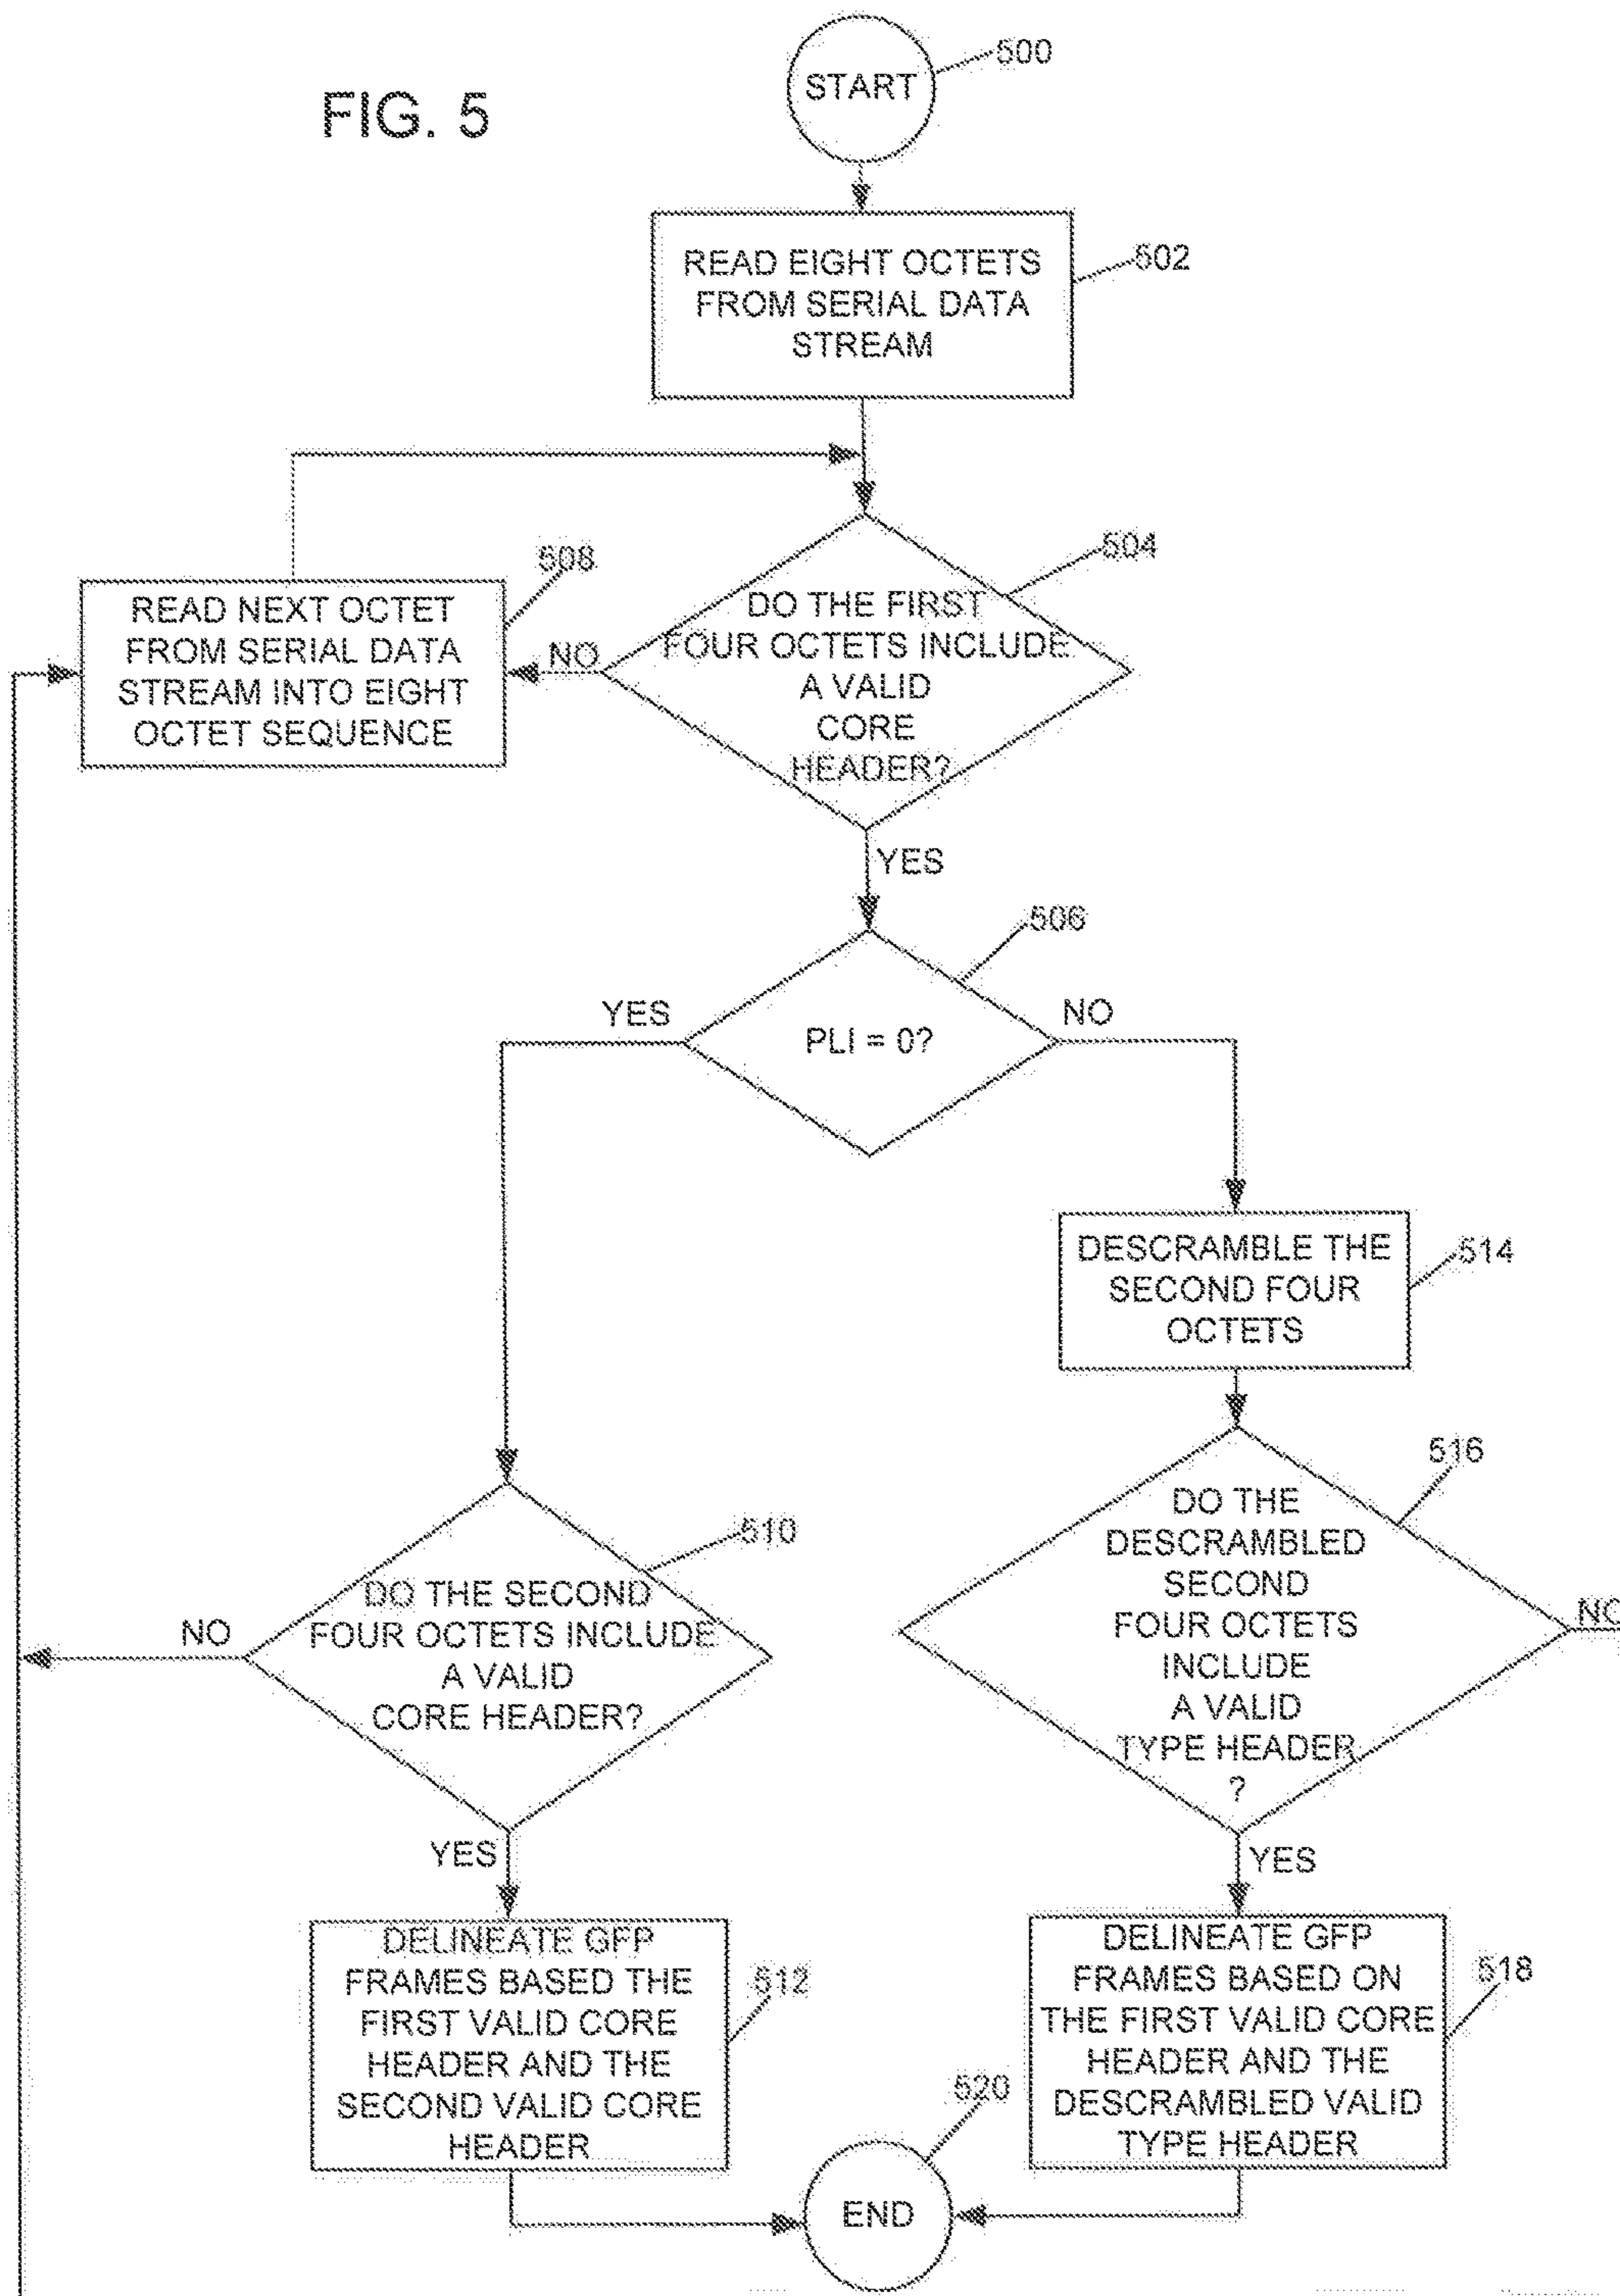 FIG. 5
START
500
READ EIGHT OCTETS
FROM SERIAL DATA
STREAM
502
READ NEXT OCTET
FROM SERIAL DATA
STREAM INTO EIGHT
OCTET SEQUENCE
508
NO
DO THE FIRST
FOUR OCTETS INCLUDE
A VALID
CORE
HEADER?
504
YES
506
YES
PLI = 0?
NO
DESCRAMBLE THE
SECOND FOUR
OCTETS
514
510
NO
DO THE SECOND
FOUR OCTETS INCLUDE
A VALID
CORE HEADER?
YES
516
DO THE
DESCRAMBLED
SECOND
FOUR OCTETS
INCLUDE
A VALID
TYPE HEADER
?
NO
YES
DELINEATE GFP
FRAMES BASED THE
FIRST VALID CORE
HEADER AND THE
SECOND VALID CORE
HEADER
512
DELINEATE GFP
FRAMES BASED ON
THE FIRST VALID CORE
HEADER AND THE
DESCRAMBLED VALID
TYPE HEADER
518
520
END